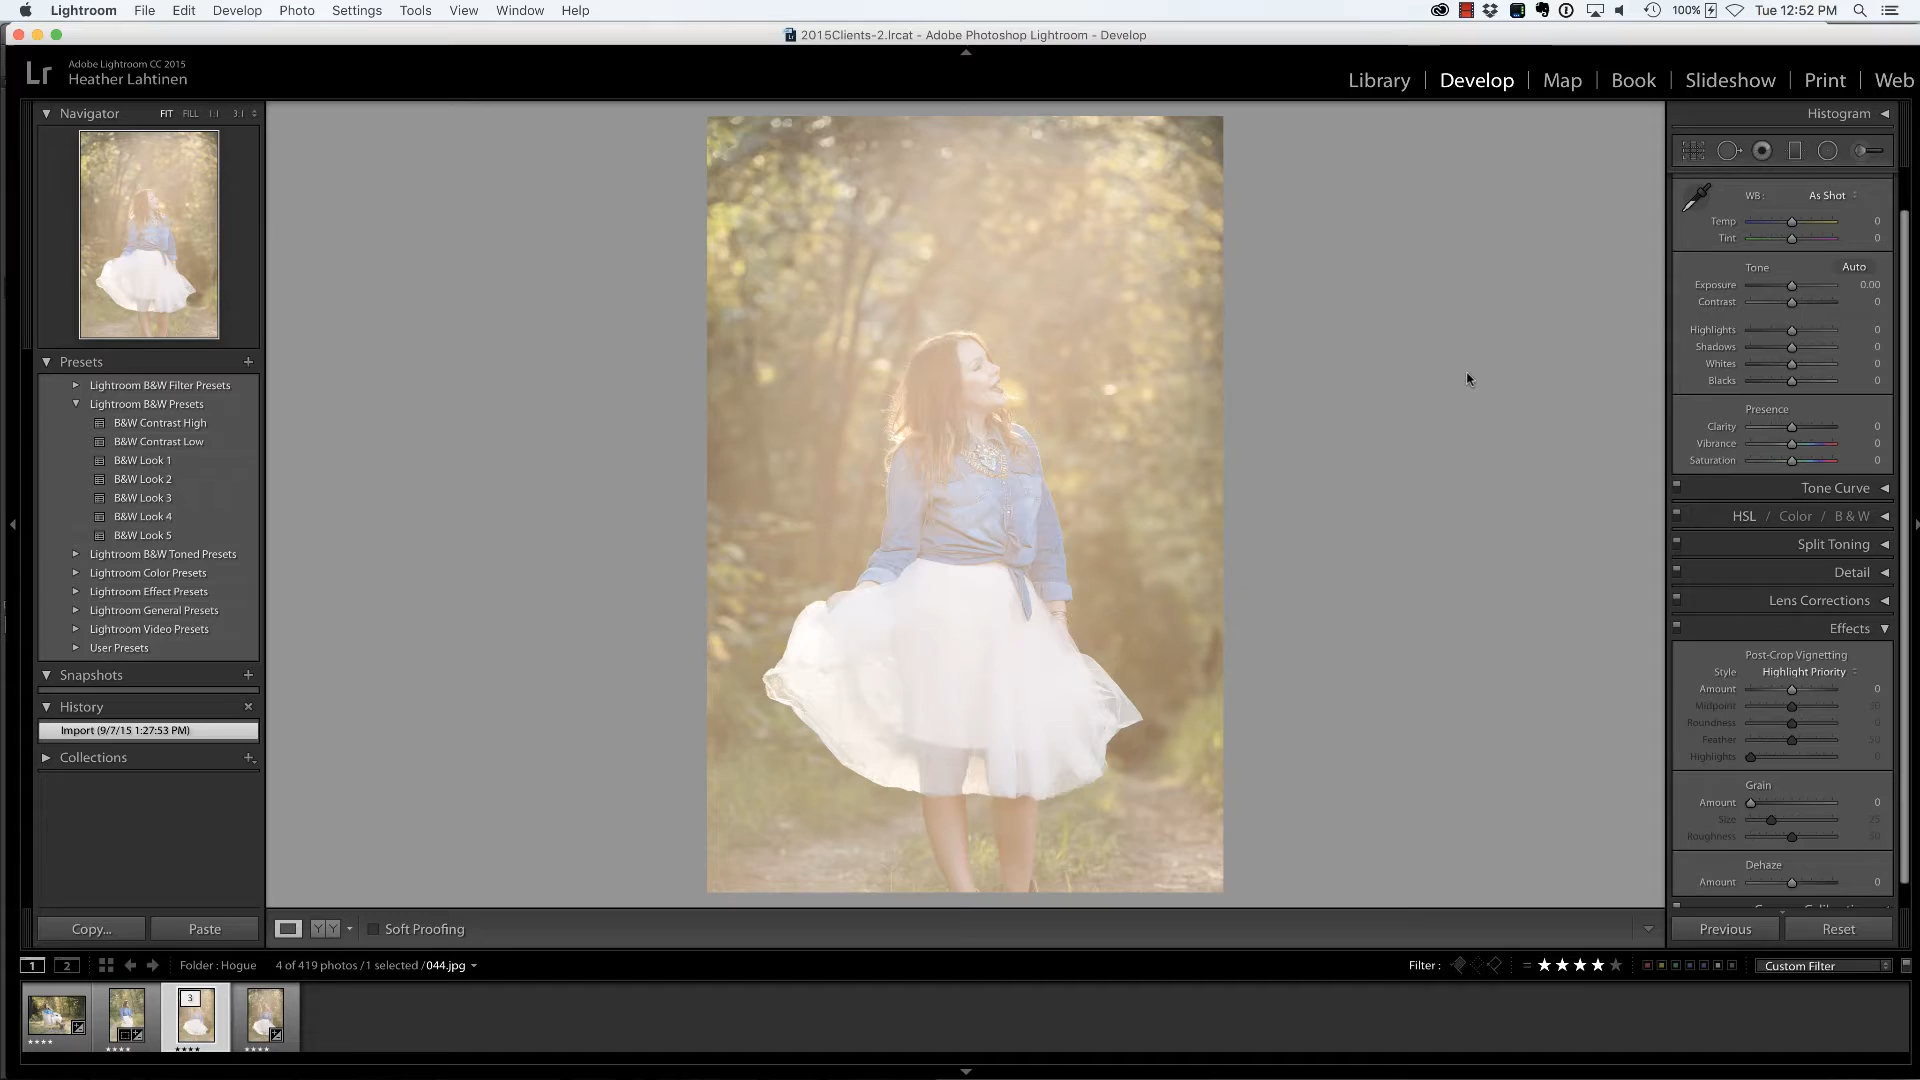 Lightroom File Edit Develop Photo Settings Tools View Window Help 100% Tue 12:52 PM
2015Clients-2.lrcat - Adobe Photoshop Lightroom - Develop
Lr Adobe Lightroom CC 2015
Heather Lahtinen
Library Develop Map Book Slideshow Print Web
Navigator FIT FILL 1:1 3:1
Presets
Lightroom B&W Filter Presets
Lightroom B&W Presets
B&W Contrast High
B&W Contrast Low
B&W Look 1
B&W Look 2
B&W Look 3
B&W Look 4
B&W Look 5
Lightroom B&W Toned Presets
Lightroom Color Presets
Lightroom Effect Presets
Lightroom General Presets
Lightroom Video Presets
User Presets
Snapshots
History
Import (9/7/15 1:27:53 PM)
Collections
Copy... Paste
Soft Proofing
Histogram
WB: As Shot
Temp 0
Tint 0
Tone Auto
Exposure 0.00
Contrast 0
Highlights 0
Shadows 0
Whites 0
Blacks 0
Presence
Clarity 0
Vibrance 0
Saturation 0
Tone Curve
HSL / Color / B & W
Split Toning
Detail
Lens Corrections
Effects
Post-Crop Vignetting
Style Highlight Priority
Amount 0
Midpoint 50
Roundness 0
Feather 50
Highlights 0
Grain
Amount 0
Size 25
Roughness 50
Dehaze
Amount 0
Previous Reset
1 2 Folder : Hogue 4 of 419 photos /1 selected /044.jpg Filter : Custom Filter
3